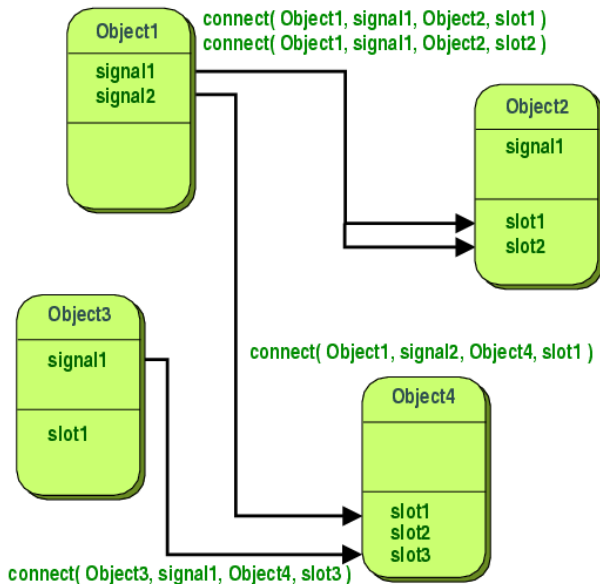 connect( Object1, signal1, Object2, slot1 )
connect( Object1, signal1, Object2, slot2 )
Object1
signal1
signal2
Object2
signal1
slot1
slot2
Object3
signal1
slot1
connect( Object1, signal2, Object4, slot1 )
Object4
slot1
slot2
slot3
connect( Object3, signal1, Object4, slot3 )